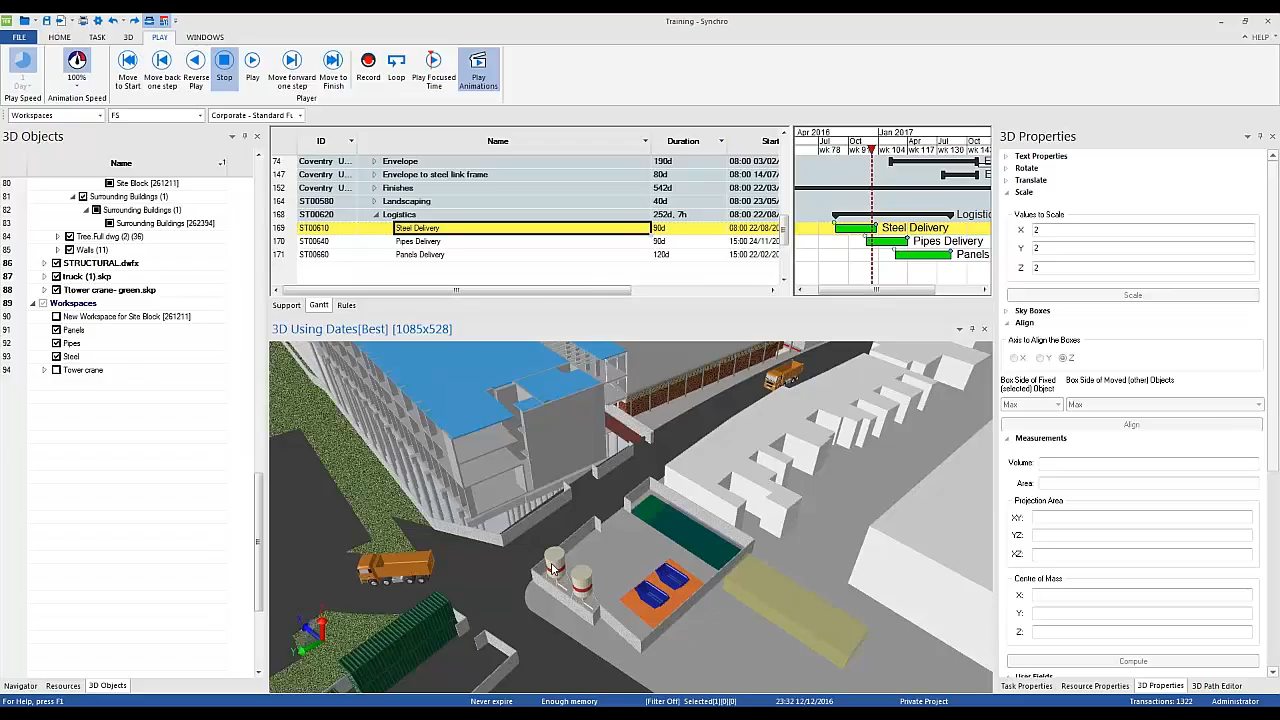 Training - Synchro
FILE HOME TASK 3D PLAY WINDOWS HELP
1 Day 100% Move to Start Move back one step Reverse Play Stop Play Move forward one step Move to Finish Record Loop Play Focused Time Play Animations
Play Speed Animation Speed Player
Workspaces FS Corporate - Standard Fu
3D Objects
Name
80 Site Block [261211]
81 Surrounding Buildings (1)
82 Surrounding Buildings (1)
83 Surrounding Buildings [262394]
84 Tree.Full.dwg (2) (36)
85 Walls (11)
86 STRUCTURAL.dwfx
87 truck (1).skp
88 Ttower crane- green.skp
89 Workspaces
90 New Workspace for Site Block [261211]
91 Panels
92 Pipes
93 Steel
94 Tower crane
Navigator Resources 3D Objects
ID Name Duration Start
74 Coventry U... Envelope 190d 08:00 03/02/
147 Coventry U... Envelope to steel link frame 80d 08:00 14/07/
152 Coventry U... Finishes 542d 08:00 22/03/
164 ST00580 Landscaping 40d 08:00 23/05/
168 ST00620 Logistics 252d, 7h 08:00 22/08/
169 ST00610 Steel Delivery 90d 08:00 22/08/20
170 ST00640 Pipes Delivery 90d 15:00 24/11/20
171 ST00660 Panels Delivery 120d 15:00 22/02/20
Apr 2016 Jan 2017
Jul Oct Apr Jul Oct
wk 78 wk 9 wk 104 wk 117 wk 130 wk 14
E
E
Logistic
Steel Delivery
Pipes Delivery
Panels
Support Gantt Rules
3D Using Dates[Best] [1085x528]
3D Properties
Text Properties
Rotate
Translate
Scale
Values to Scale
X 2
Y 2
Z 2
Scale
Sky Boxes
Align
Axis to Align the Boxes
X Y Z
Box Side of Fixed (selected) Object Box Side of Moved (other) Objects
Max Max
Align
Measurements
Volume:
Area:
Projection Area
XY:
YZ:
XZ:
Centre of Mass
X:
Y:
Z:
Compute
User Fields
Task Properties Resource Properties 3D Properties 3D Path Editor
For Help, press F1 Never expire Enough memory [Filter Off] Selected[1][0][0] 23:32 12/12/2016 Private Project Transactions: 1322 Administrator